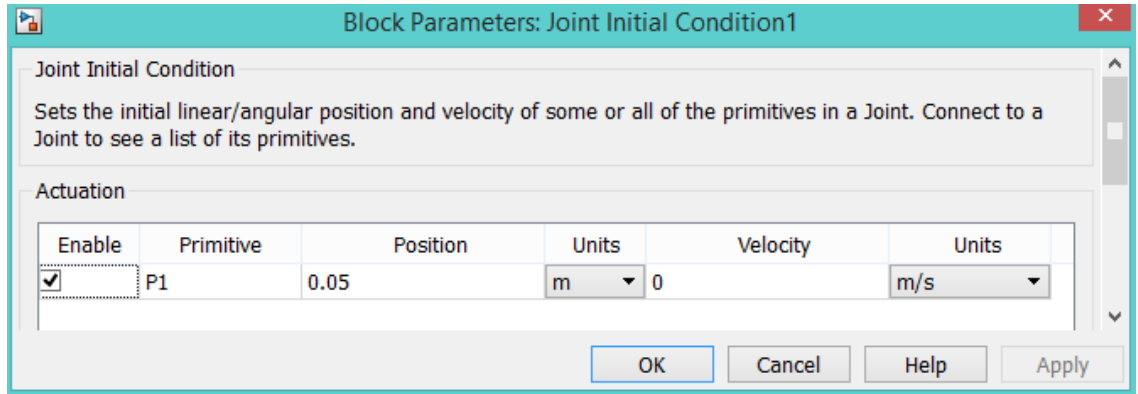 Block Parameters: Joint Initial Condition1
Joint Initial Condition
Sets the initial linear/angular position and velocity of some or all of the primitives in a Joint. Connect to a
Joint to see a list of its primitives.
Actuation
Enable Primitive Position Units Velocity Units
P1 0.05 m 0 m/s
OK Cancel Help Apply